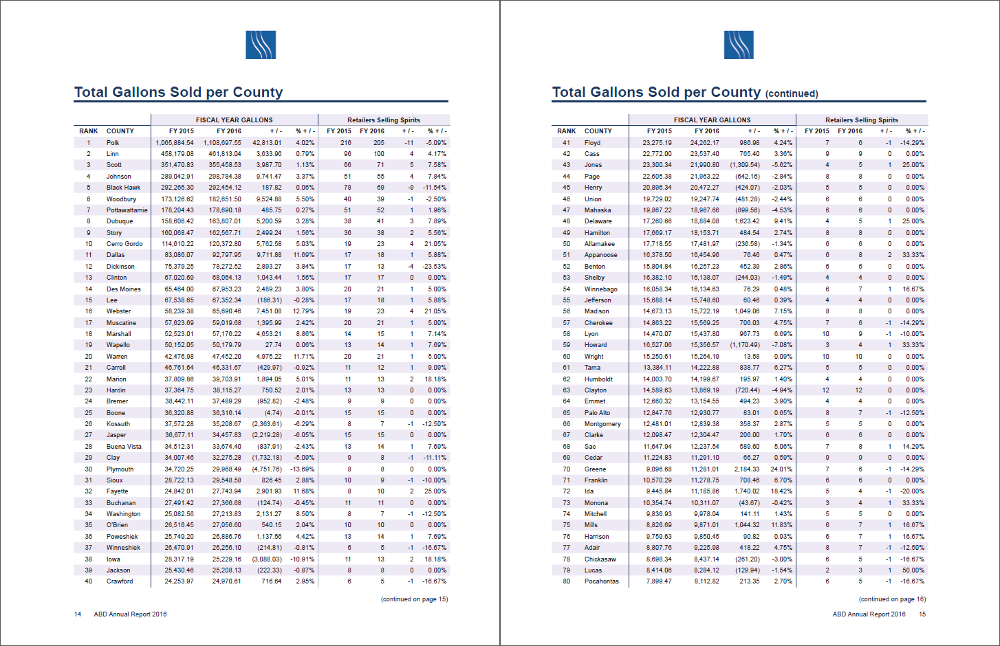 Total Gallons Sold per County
FISCAL YEAR GALLONS Retailers Selling Spirits
RANK COUNTY FY 2015 FY 2016 + / - % + / - FY 2015 FY 2016 + / - % + / -
1 Polk 1,065,884.54 1,108,697.55 42,813.01 4.02% 216 205 -11 -5.09%
2 Linn 458,179.08 461,813.04 3,633.96 0.79% 96 100 4 4.17%
3 Scott 351,470.83 355,458.53 3,987.70 1.13% 66 71 5 7.58%
4 Johnson 289,042.91 298,784.38 9,741.47 3.37% 51 55 4 7.84%
5 Black Hawk 292,266.30 292,454.12 187.82 0.06% 78 69 -9 -11.54%
6 Woodbury 173,126.62 182,651.50 9,524.88 5.50% 40 39 -1 -2.50%
7 Pottawattamie 178,204.43 178,690.18 485.75 0.27% 51 52 1 1.96%
8 Dubuque 158,606.42 163,807.01 5,200.59 3.28% 38 41 3 7.89%
9 Story 160,068.47 162,567.71 2,499.24 1.56% 36 38 2 5.56%
10 Cerro Gordo 114,610.22 120,372.80 5,762.58 5.03% 19 23 4 21.05%
11 Dallas 83,086.07 92,797.95 9,711.88 11.69% 17 18 1 5.88%
12 Dickinson 75,379.25 78,272.52 2,893.27 3.84% 17 13 -4 -23.53%
13 Clinton 67,020.69 68,064.13 1,043.44 1.56% 17 17 0 0.00%
14 Des Moines 65,464.00 67,953.23 2,489.23 3.80% 20 21 1 5.00%
15 Lee 67,538.65 67,352.34 (186.31) -0.28% 17 18 1 5.88%
16 Webster 58,239.38 65,690.46 7,451.08 12.79% 19 23 4 21.05%
17 Muscatine 57,623.69 59,019.68 1,395.99 2.42% 20 21 1 5.00%
18 Marshall 52,523.01 57,176.22 4,653.21 8.86% 14 15 1 7.14%
19 Wapello 50,152.05 50,179.79 27.74 0.06% 13 14 1 7.69%
20 Warren 42,476.98 47,452.20 4,975.22 11.71% 20 21 1 5.00%
21 Carroll 46,761.64 46,331.67 (429.97) -0.92% 11 12 1 9.09%
22 Marion 37,809.86 39,703.91 1,894.05 5.01% 11 13 2 18.18%
23 Hardin 37,364.75 38,115.27 750.52 2.01% 13 13 0 0.00%
24 Bremer 38,442.11 37,489.29 (952.82) -2.48% 9 9 0 0.00%
25 Boone 36,320.88 36,316.14 (4.74) -0.01% 15 15 0 0.00%
26 Kossuth 37,572.28 35,208.67 (2,363.61) -6.29% 8 7 -1 -12.50%
27 Jasper 36,677.11 34,457.83 (2,219.28) -6.05% 15 15 0 0.00%
28 Buena Vista 34,512.31 33,674.40 (837.91) -2.43% 13 14 1 7.69%
29 Clay 34,007.46 32,275.28 (1,732.18) -5.09% 9 8 -1 -11.11%
30 Plymouth 34,720.25 29,968.49 (4,751.76) -13.69% 8 8 0 0.00%
31 Sioux 28,722.13 29,548.58 826.45 2.88% 10 9 -1 -10.00%
32 Fayette 24,842.01 27,743.94 2,901.93 11.68% 8 10 2 25.00%
33 Buchanan 27,491.42 27,366.68 (124.74) -0.45% 11 11 0 0.00%
34 Washington 25,082.56 27,213.83 2,131.27 8.50% 8 7 -1 -12.50%
35 O'Brien 26,516.45 27,056.60 540.15 2.04% 10 10 0 0.00%
36 Poweshiek 25,749.20 26,886.76 1,137.56 4.42% 13 14 1 7.69%
37 Winneshiek 26,470.91 26,256.10 (214.81) -0.81% 6 5 -1 -16.67%
38 Iowa 28,317.19 25,229.16 (3,088.03) -10.91% 11 13 2 18.18%
39 Jackson 25,430.46 25,208.13 (222.33) -0.87% 8 8 0 0.00%
40 Crawford 24,253.97 24,970.61 716.64 2.95% 6 5 -1 -16.67%
(continued on page 15)
14 ABD Annual Report 2016
Total Gallons Sold per County (continued)
FISCAL YEAR GALLONS Retailers Selling Spirits
RANK COUNTY FY 2015 FY 2016 + / - % + / - FY 2015 FY 2016 + / - % + / -
41 Floyd 23,275.19 24,262.17 986.98 4.24% 7 6 -1 -14.29%
42 Cass 22,772.00 23,537.40 765.40 3.36% 9 9 0 0.00%
43 Jones 23,300.34 21,990.80 (1,309.54) -5.62% 4 5 1 25.00%
44 Page 22,605.38 21,963.22 (642.16) -2.84% 8 8 0 0.00%
45 Henry 20,896.34 20,472.27 (424.07) -2.03% 5 5 0 0.00%
46 Union 19,729.02 19,247.74 (481.28) -2.44% 6 6 0 0.00%
47 Mahaska 19,867.22 18,967.66 (899.56) -4.53% 6 6 0 0.00%
48 Delaware 17,260.66 18,884.08 1,623.42 9.41% 4 5 1 25.00%
49 Hamilton 17,669.17 18,153.71 484.54 2.74% 8 8 0 0.00%
50 Allamakee 17,718.55 17,481.97 (236.58) -1.34% 6 6 0 0.00%
51 Appanoose 16,378.50 16,454.96 76.46 0.47% 6 8 2 33.33%
52 Benton 15,804.84 16,257.23 452.39 2.86% 6 6 0 0.00%
53 Shelby 16,382.10 16,138.07 (244.03) -1.49% 4 4 0 0.00%
54 Winnebago 16,058.34 16,134.63 76.29 0.48% 6 7 1 16.67%
55 Jefferson 15,688.14 15,748.60 60.46 0.39% 4 4 0 0.00%
56 Madison 14,673.13 15,722.19 1,049.06 7.15% 8 8 0 0.00%
57 Cherokee 14,863.22 15,569.25 706.03 4.75% 7 6 -1 -14.29%
58 Lyon 14,470.07 15,437.80 967.73 6.69% 10 9 -1 -10.00%
59 Howard 16,527.06 15,356.57 (1,170.49) -7.08% 3 4 1 33.33%
60 Wright 15,250.61 15,264.19 13.58 0.09% 10 10 0 0.00%
61 Tama 13,384.11 14,222.88 838.77 6.27% 5 5 0 0.00%
62 Humboldt 14,003.70 14,199.67 195.97 1.40% 4 4 0 0.00%
63 Clayton 14,589.63 13,869.19 (720.44) -4.94% 12 12 0 0.00%
64 Emmet 12,660.32 13,154.55 494.23 3.90% 4 4 0 0.00%
65 Palo Alto 12,847.76 12,930.77 83.01 0.65% 8 7 -1 -12.50%
66 Montgomery 12,481.01 12,839.38 358.37 2.87% 5 5 0 0.00%
67 Clarke 12,098.47 12,304.47 206.00 1.70% 6 6 0 0.00%
68 Sac 11,647.94 12,237.54 589.60 5.06% 7 8 1 14.29%
69 Cedar 11,224.83 11,291.10 66.27 0.59% 9 9 0 0.00%
70 Greene 9,096.68 11,281.01 2,184.33 24.01% 7 6 -1 -14.29%
71 Franklin 10,570.29 11,278.75 708.46 6.70% 6 6 0 0.00%
72 Ida 9,445.84 11,185.86 1,740.02 18.42% 5 4 -1 -20.00%
73 Monona 10,354.74 10,311.07 (43.67) -0.42% 3 4 1 33.33%
74 Mitchell 9,836.93 9,978.04 141.11 1.43% 5 5 0 0.00%
75 Mills 8,826.69 9,871.01 1,044.32 11.83% 6 7 1 16.67%
76 Harrison 9,759.63 9,850.45 90.82 0.93% 6 7 1 16.67%
77 Adair 8,807.76 9,225.98 418.22 4.75% 8 7 -1 -12.50%
78 Chickasaw 8,698.34 8,437.14 (261.20) -3.00% 6 5 -1 -16.67%
79 Lucas 8,414.06 8,284.12 (129.94) -1.54% 2 3 1 50.00%
80 Pocahontas 7,899.47 8,112.82 213.35 2.70% 6 5 -1 -16.67%
(continued on page 16)
ABD Annual Report 2016 15